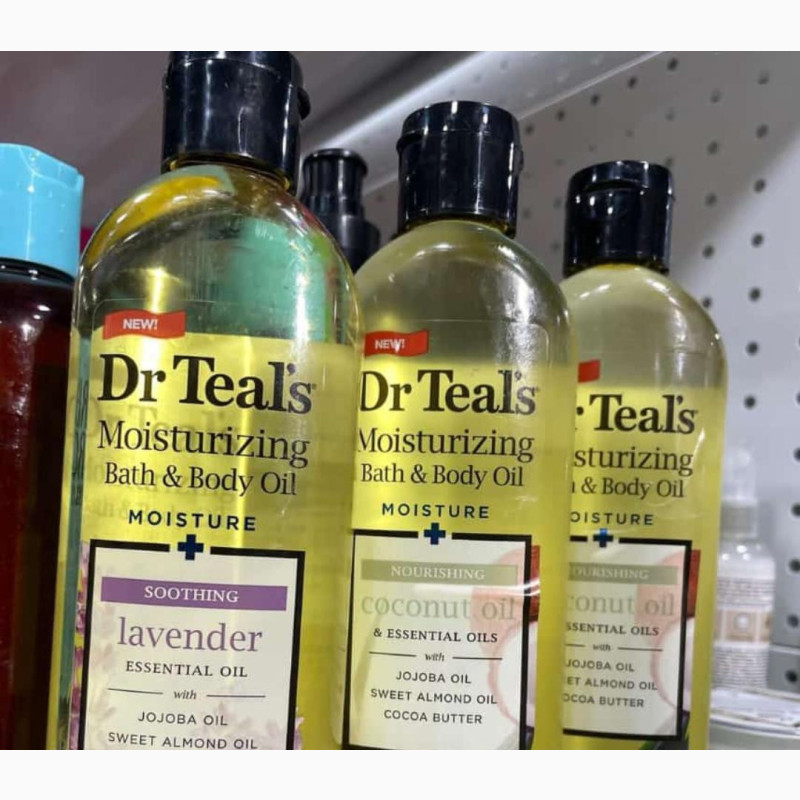 NEW!
Dr Teal's
Moisturizing
Bath & Body Oil
MOISTURE
SOOTHING
lavender
ESSENTIAL OIL
with
JOJOBA OIL
SWEET ALMOND OIL
NEW!
Dr Teal's
Moisturizing
Bath & Body Oil
MOISTURE
NOURISHING
coconut oil
& ESSENTIAL OILS
with
JOJOBA OIL
SWEET ALMOND OIL
COCOA BUTTER
r Teal's
sturizing
& Body Oil
OISTURE
OURISHING
conut oil
SSENTIAL OILS
with
JOJOBA OIL
ET ALMOND OIL
OCOA BUTTER